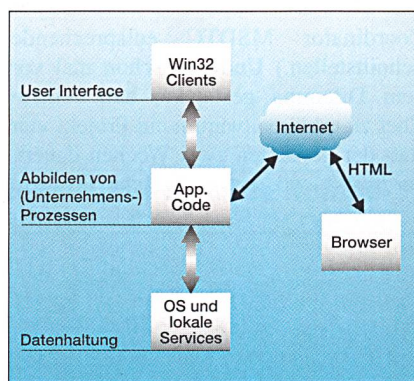 Win32
Clients
User Interface
Internet
Abbilden von
(Unternehmens-)
Prozessen
App.
Code
HTML
Browser
OS und
lokale
Services
Datenhaltung